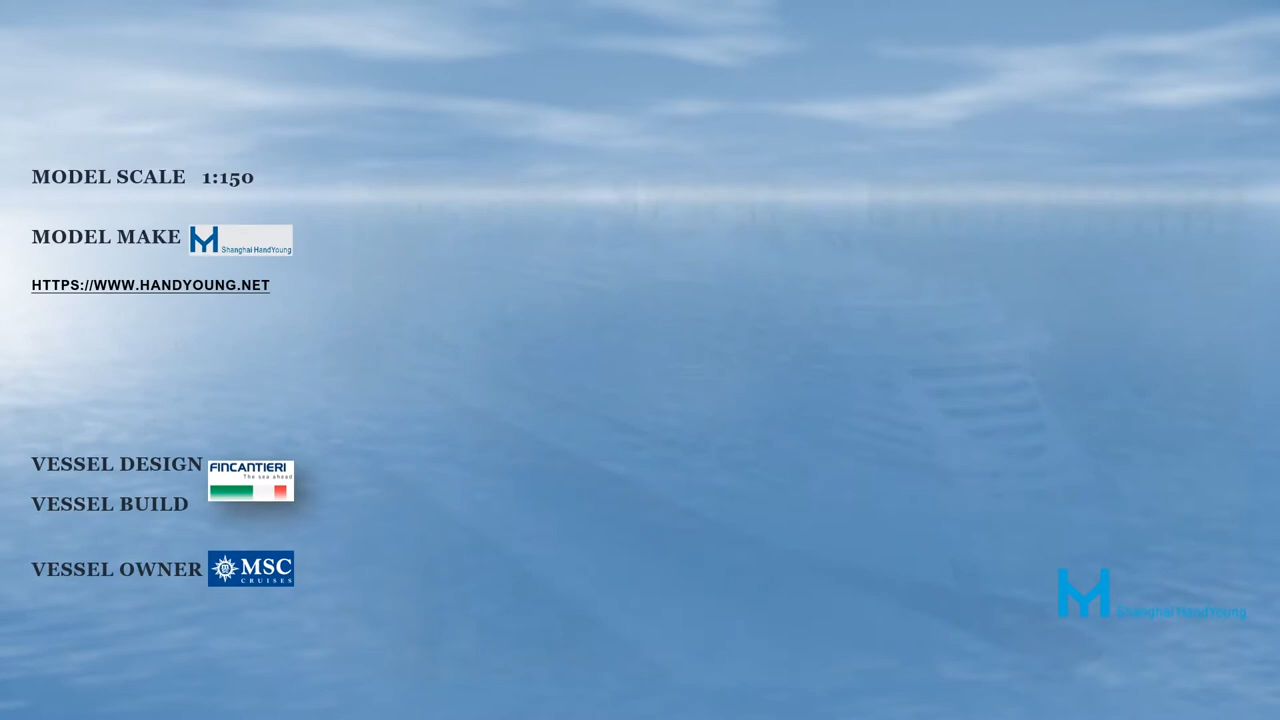 MODEL SCALE 1:150
MODEL MAKE Shanghai HandYoung
HTTPS://WWW.HANDYOUNG.NET
VESSEL DESIGN FINCANTIERI
The sea ahead
VESSEL BUILD
VESSEL OWNER MSC
CRUISES
Shanghai HandYoung